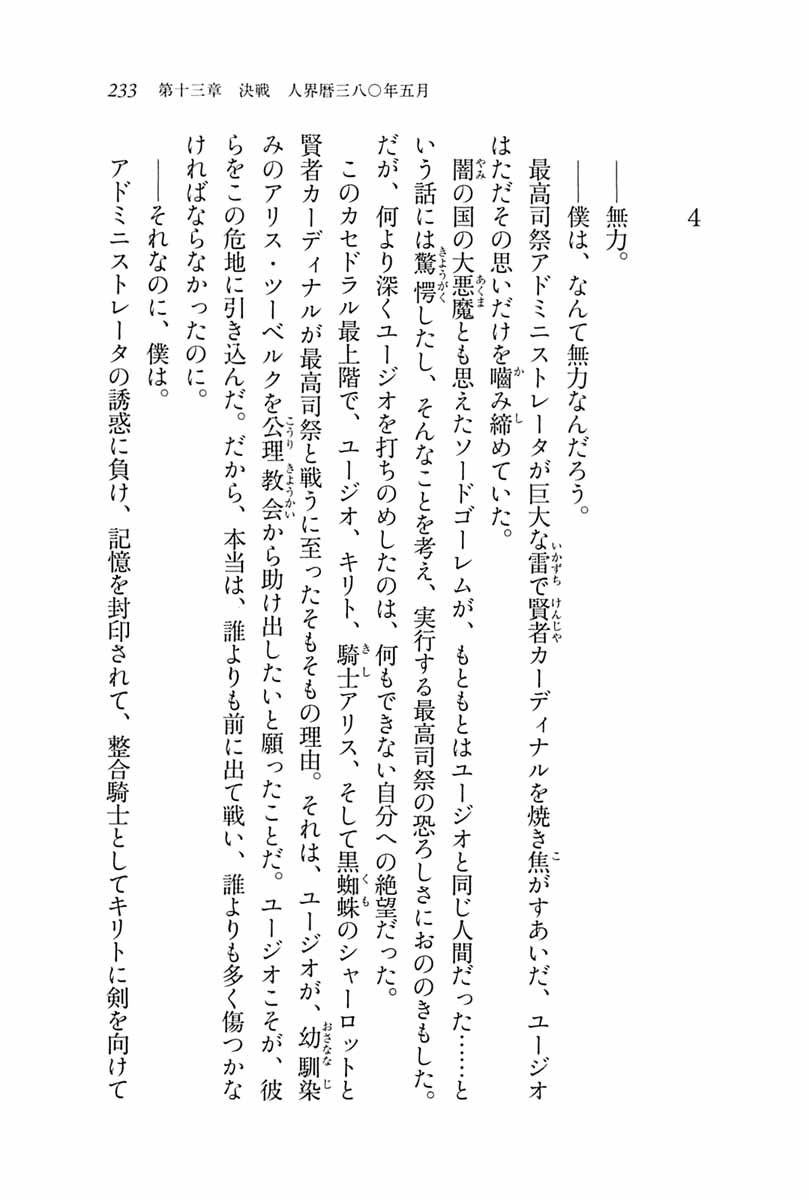 233　第十三章　決戦　人界暦三八〇年五月
4
――無力。
――僕は、なんて無力なんだろう。
最高司祭アドミニストレータが巨大な雷で賢者カーディナルを焼き焦がすあいだ、ユージオ
はただその思いだけを嚙み締めていた。
闇の国の大悪魔とも思えたソードゴーレムが、もともとはユージオと同じ人間だった……と
いう話には驚愕したし、そんなことを考え、実行する最高司祭の恐ろしさにおののきもした。
だが、何より深くユージオを打ちのめしたのは、何もできない自分への絶望だった。
このカセドラル最上階で、ユージオ、キリト、騎士アリス、そして黒蜘蛛のシャーロットと
賢者カーディナルが最高司祭と戦うに至ったそもそもの理由。それは、ユージオが、幼馴染
みのアリス・ツーベルクを公理教会から助け出したいと願ったことだ。ユージオこそが、彼
らをこの危地に引き込んだ。だから、本当は、誰よりも前に出て戦い、誰よりも多く傷つかな
ければならなかったのに。
――それなのに、僕は。
アドミニストレータの誘惑に負け、記憶を封印されて、整合騎士としてキリトに剣を向けて